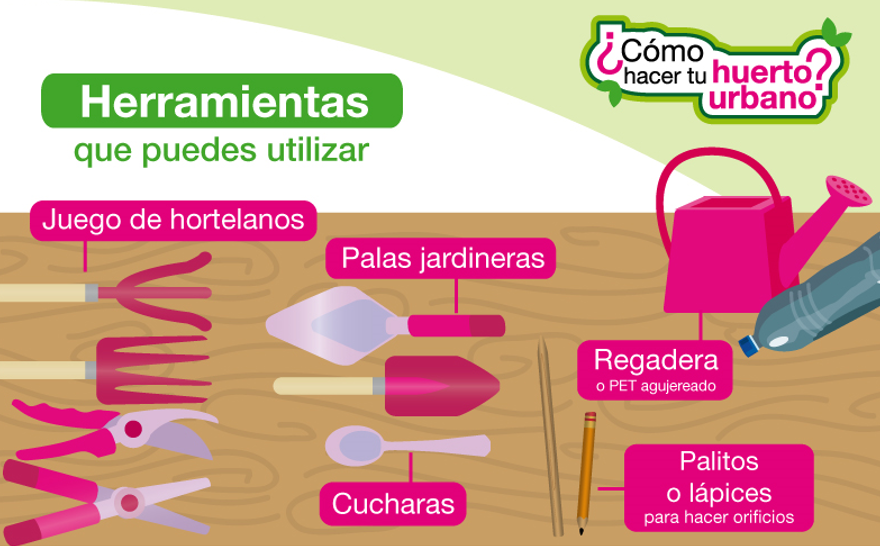 ¿Cómo
hacer tu huerto?
urbano
Herramientas
que puedes utilizar
Juego de hortelanos
Palas jardineras
Regadera
o PET agujereado
Cucharas
Palitos
o lápices
para hacer orificios